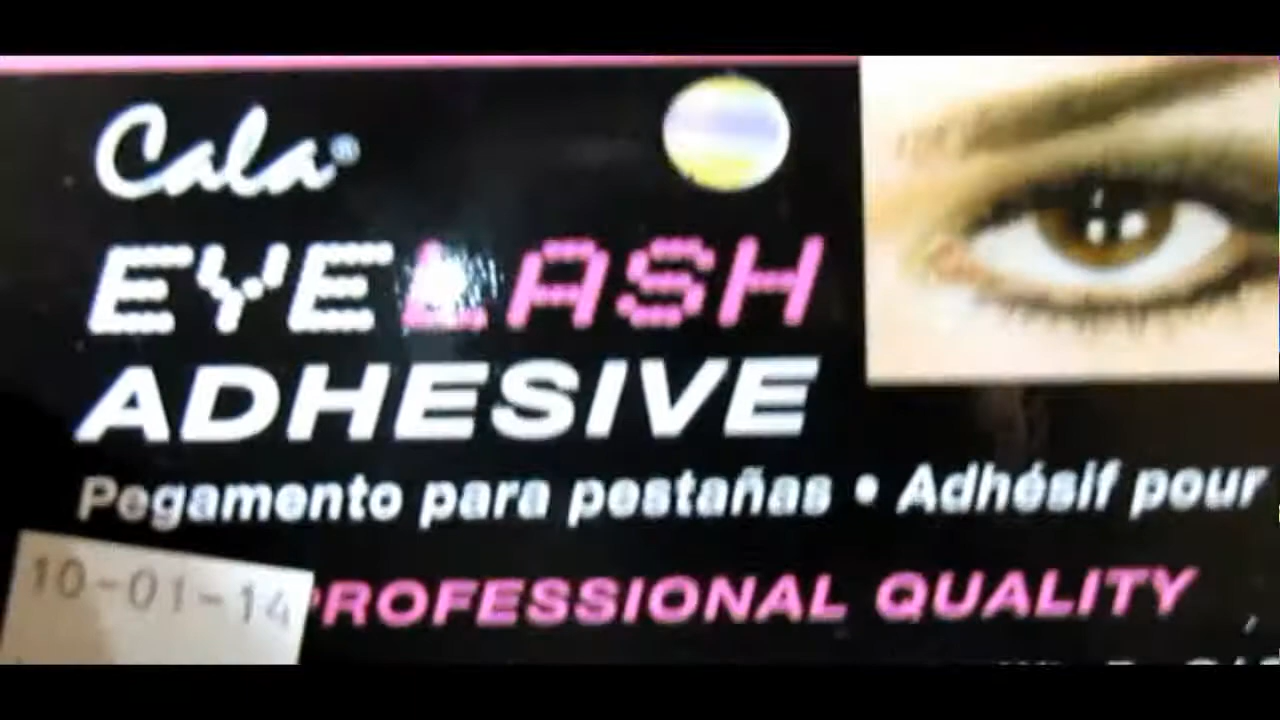 Cala®
EYELASH
ADHESIVE
Pegamento para pestañas • Adhésif pour
10-01-14
PROFESSIONAL QUALITY